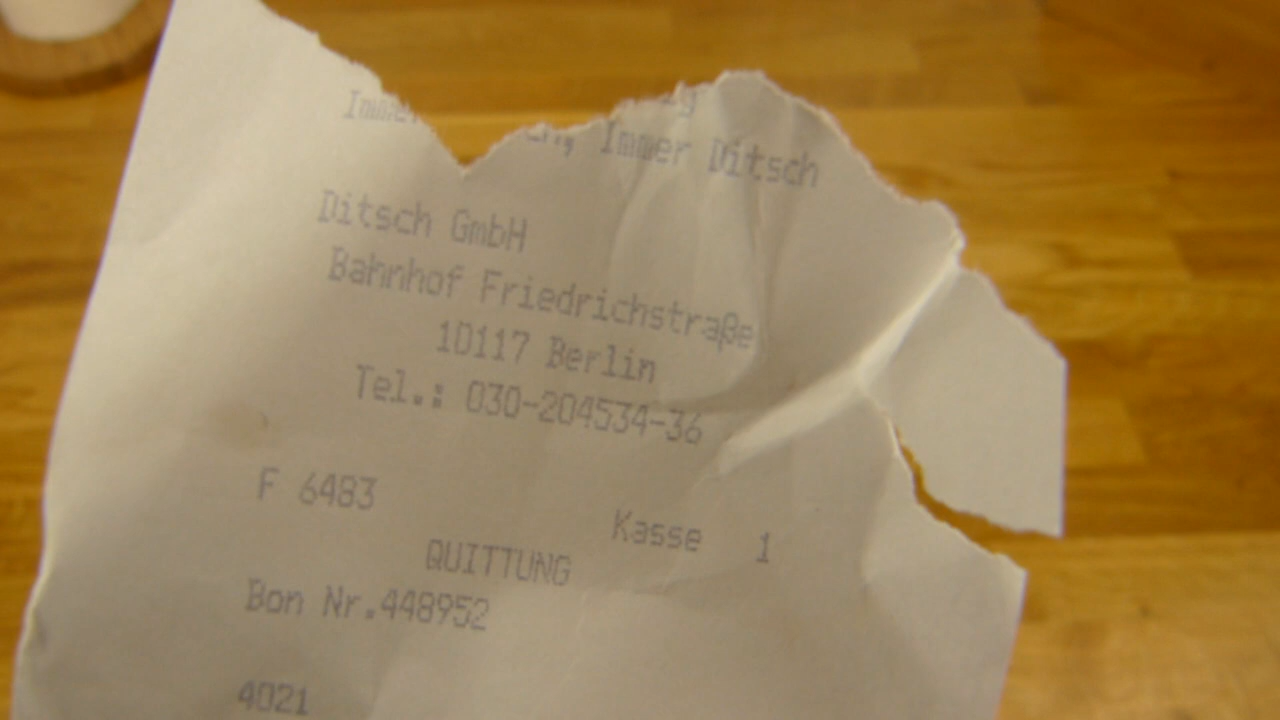 Immer Ditsch
Ditsch GmbH
Bahnhof Friedrichstraße
10117 Berlin
Tel.: 030-204534-36
F 6483
Kasse 1
QUITTUNG
Bon Nr.448952
4021